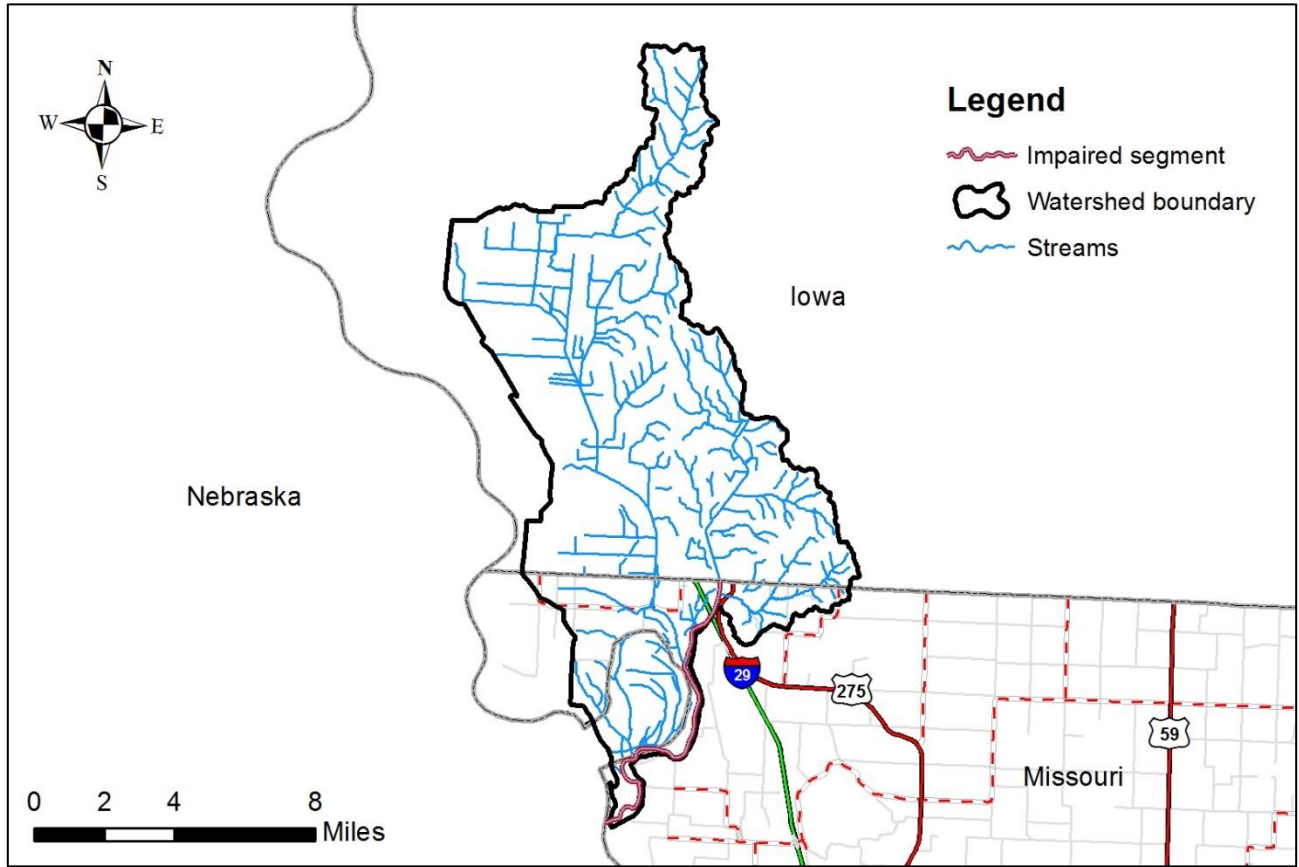 N
W E
S
Legend
Impaired segment
Watershed boundary
Streams
Iowa
Nebraska
29
275
59
Missouri
0 2 4 8
Miles